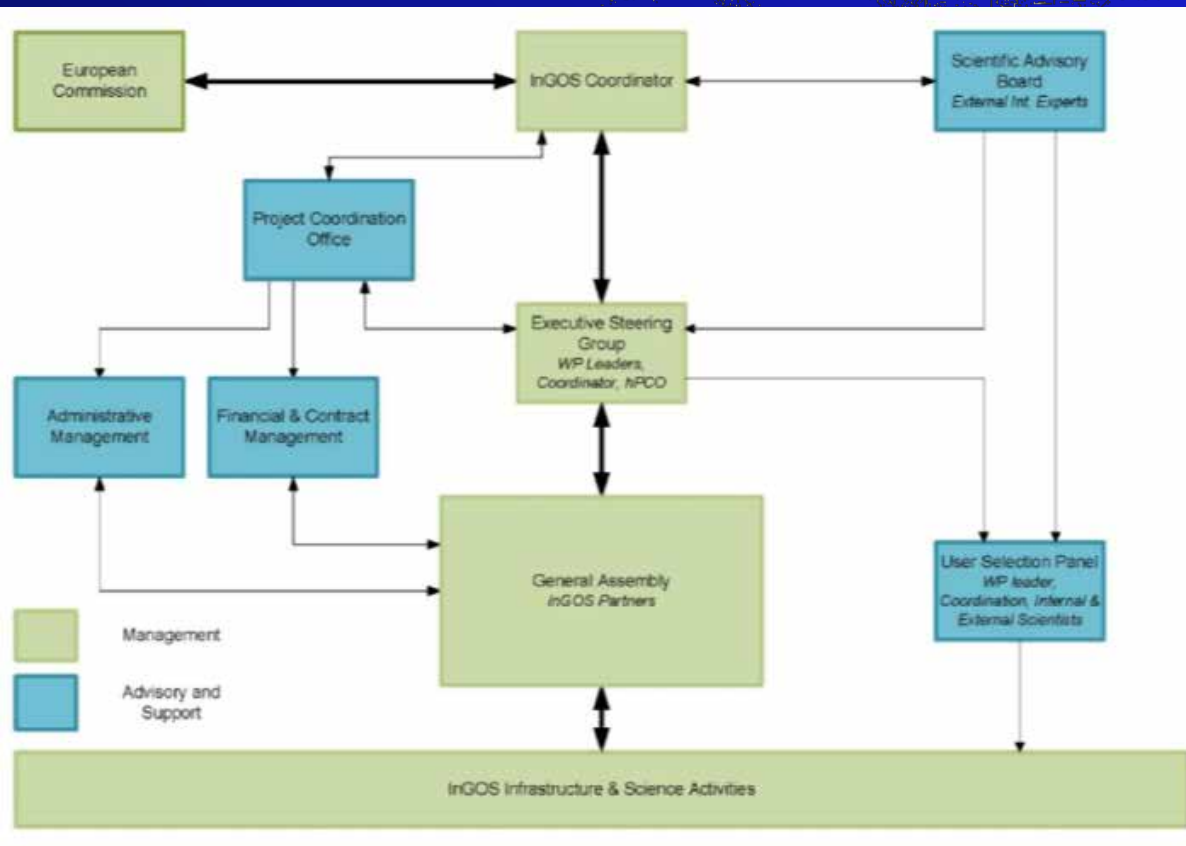 European
Commission
InGOS Coordinator
Scientific Advisory
Board
External Int. Experts
Project Coordination
Office
Executive Steering
Group
WP Leaders,
Coordinator, hPCO
Administrative
Management
Financial & Contract
Management
General Assembly
InGOS Partners
User Selection Panel
WP leader,
Coordination, Internal &
External Scientists
Management
Advisory and
Support
InGOS Infrastructure & Science Activities